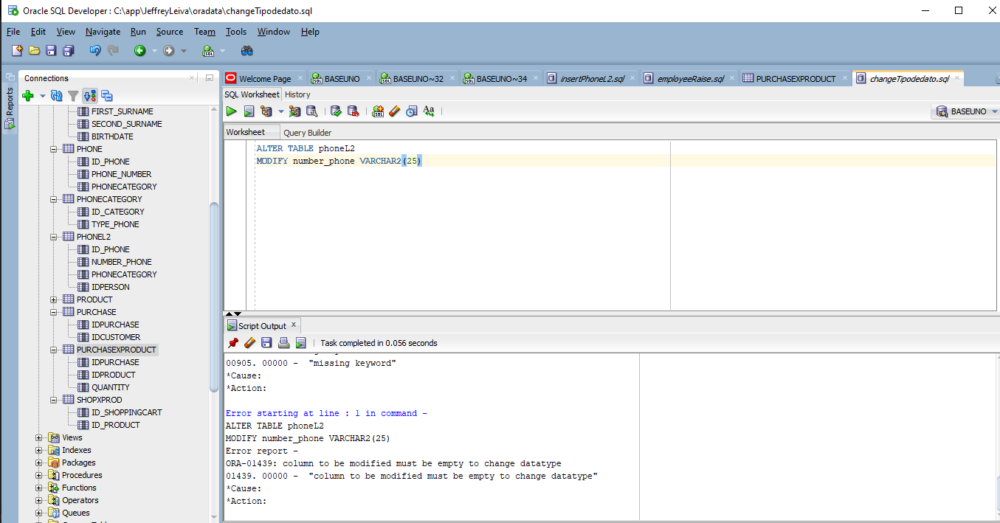 Oracle SQL Developer : C:\app\JeffreyLeiva\oradata\changeTipodedato.sql
File Edit View Navigate Run Source Team Tools Window Help
Reports
Connections
Welcome Page
BASEUNO
BASEUNO~32
BASEUNO~34
insertPhoneL2.sql
employeeRaise.sql
PURCHASEXPRODUCT
changeTipodedato.sql
FIRST_SURNAME
SECOND_SURNAME
BIRTHDATE
PHONE
ID_PHONE
PHONE_NUMBER
PHONECATEGORY
PHONECATEGORY
ID_CATEGORY
TYPE_PHONE
PHONEL2
ID_PHONE
NUMBER_PHONE
PHONECATEGORY
IDPERSON
PRODUCT
PURCHASE
IDPURCHASE
IDCUSTOMER
PURCHASEXPRODUCT
IDPURCHASE
IDPRODUCT
QUANTITY
SHOPXPROD
ID_SHOPPINGCART
ID_PRODUCT
Views
Indexes
Packages
Procedures
Functions
Operators
Queues
SQL Worksheet History
BASEUNO
Worksheet Query Builder
ALTER TABLE phoneL2
MODIFY number_phone VARCHAR2(25)
Script Output
Task completed in 0.056 seconds
00905. 00000 - "missing keyword"
*Cause:
*Action:
Error starting at line : 1 in command -
ALTER TABLE phoneL2
MODIFY number_phone VARCHAR2(25)
Error report -
ORA-01439: column to be modified must be empty to change datatype
01439. 00000 - "column to be modified must be empty to change datatype"
*Cause:
*Action: